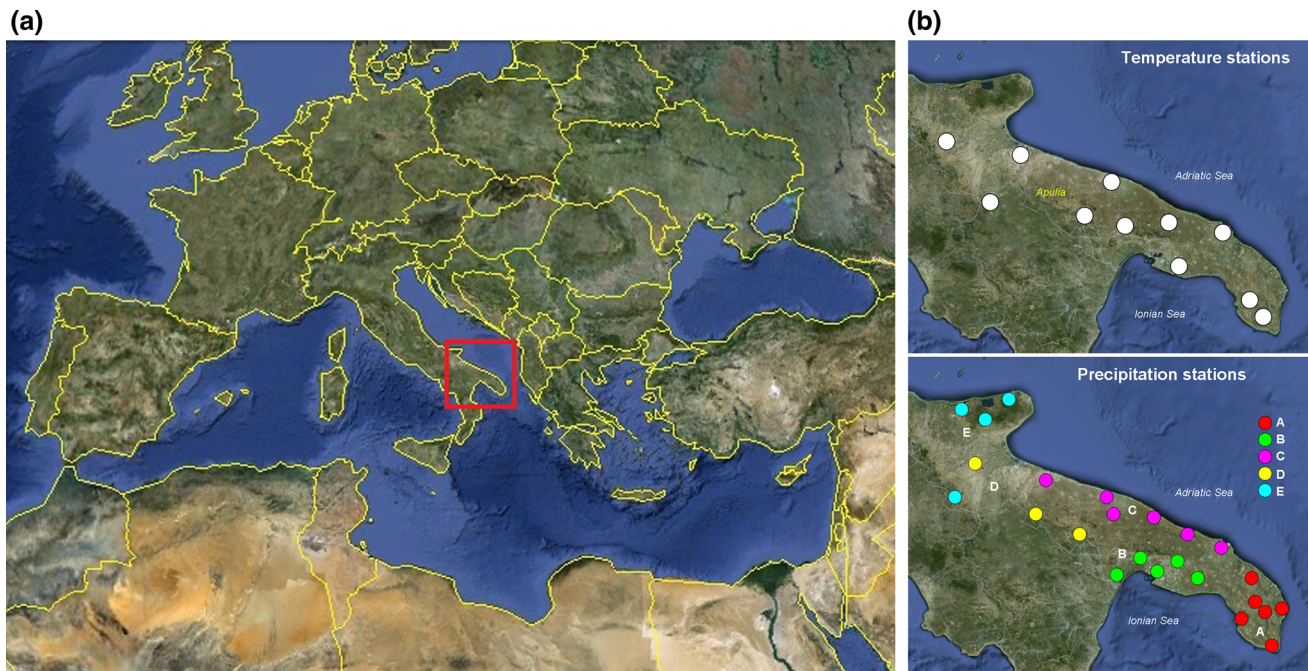 (a)
(b)
Temperature stations
Adriatic Sea
Apulia
Ionian Sea
Precipitation stations
A
B
C
D
E
E
D
C
B
A
Adriatic Sea
Ionian Sea